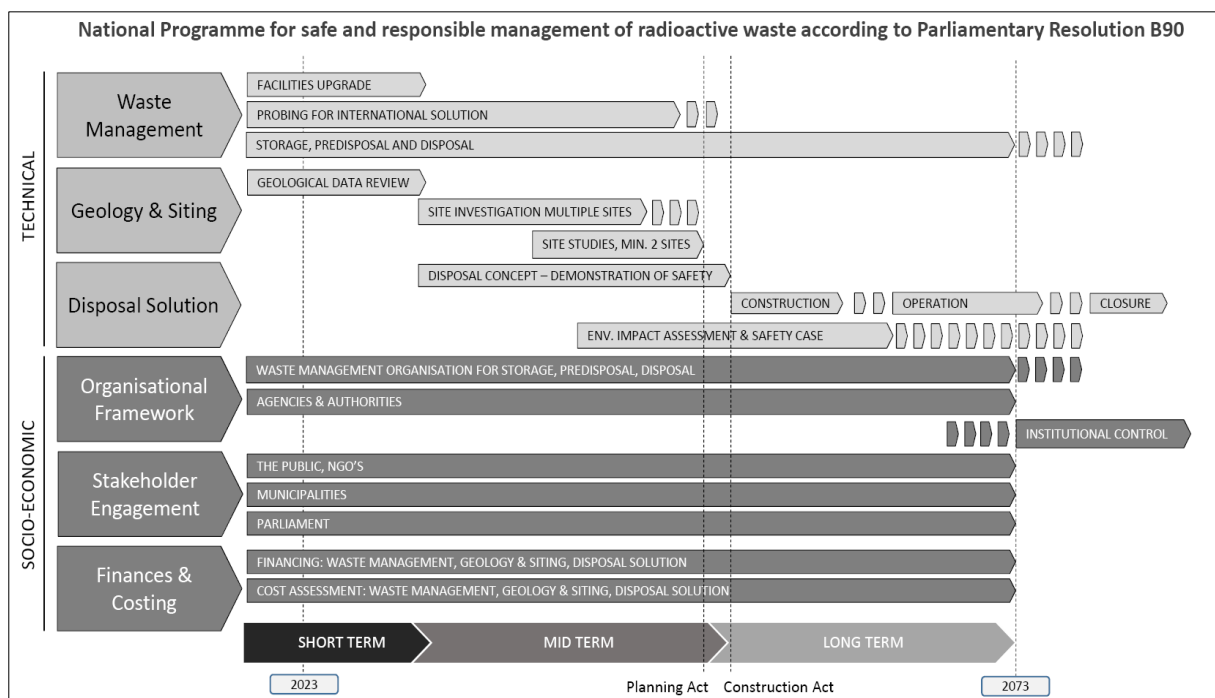 National Programme for safe and responsible management of radioactive waste according to Parliamentary Resolution B90
TECHNICAL
Waste
Management
FACILITIES UPGRADE
PROBING FOR INTERNATIONAL SOLUTION
STORAGE, PREDISPOSAL AND DISPOSAL
Geology & Siting
GEOLOGICAL DATA REVIEW
SITE INVESTIGATION MULTIPLE SITES
SITE STUDIES, MIN. 2 SITES
Disposal Solution
DISPOSAL CONCEPT – DEMONSTRATION OF SAFETY
CONSTRUCTION
OPERATION
CLOSURE
ENV. IMPACT ASSESSMENT & SAFETY CASE
SOCIO-ECONOMIC
Organisational
Framework
WASTE MANAGEMENT ORGANISATION FOR STORAGE, PREDISPOSAL, DISPOSAL
AGENCIES & AUTHORITIES
INSTITUTIONAL CONTROL
Stakeholder
Engagement
THE PUBLIC, NGO'S
MUNICIPALITIES
PARLIAMENT
Finances &
Costing
FINANCING: WASTE MANAGEMENT, GEOLOGY & SITING, DISPOSAL SOLUTION
COST ASSESSMENT: WASTE MANAGEMENT, GEOLOGY & SITING, DISPOSAL SOLUTION
SHORT TERM
MID TERM
LONG TERM
2023
Planning Act
Construction Act
2073